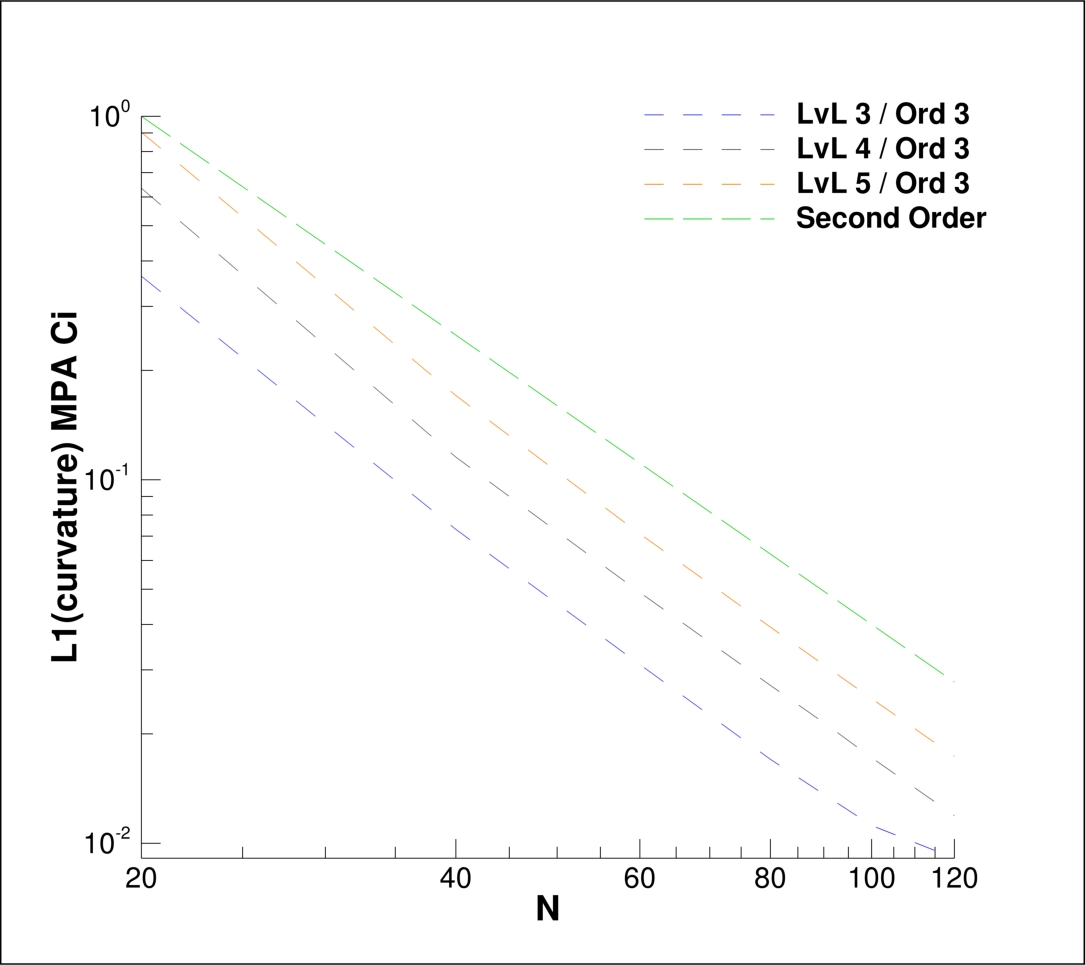 LvL 3 / Ord 3
LvL 4 / Ord 3
LvL 5 / Ord 3
Second Order
L1(curvature) MPA Ci
10^0
10^-1
10^-2
20 40 60 80 100 120
N